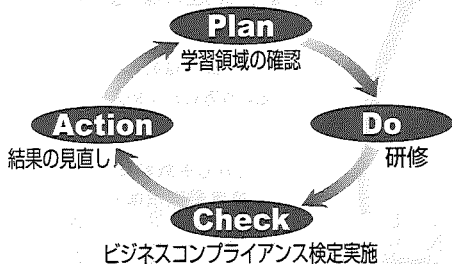 Plan
学習領域の確認
Do
研修
Check
ビジネスコンプライアンス検定実施
Action
結果の見直し